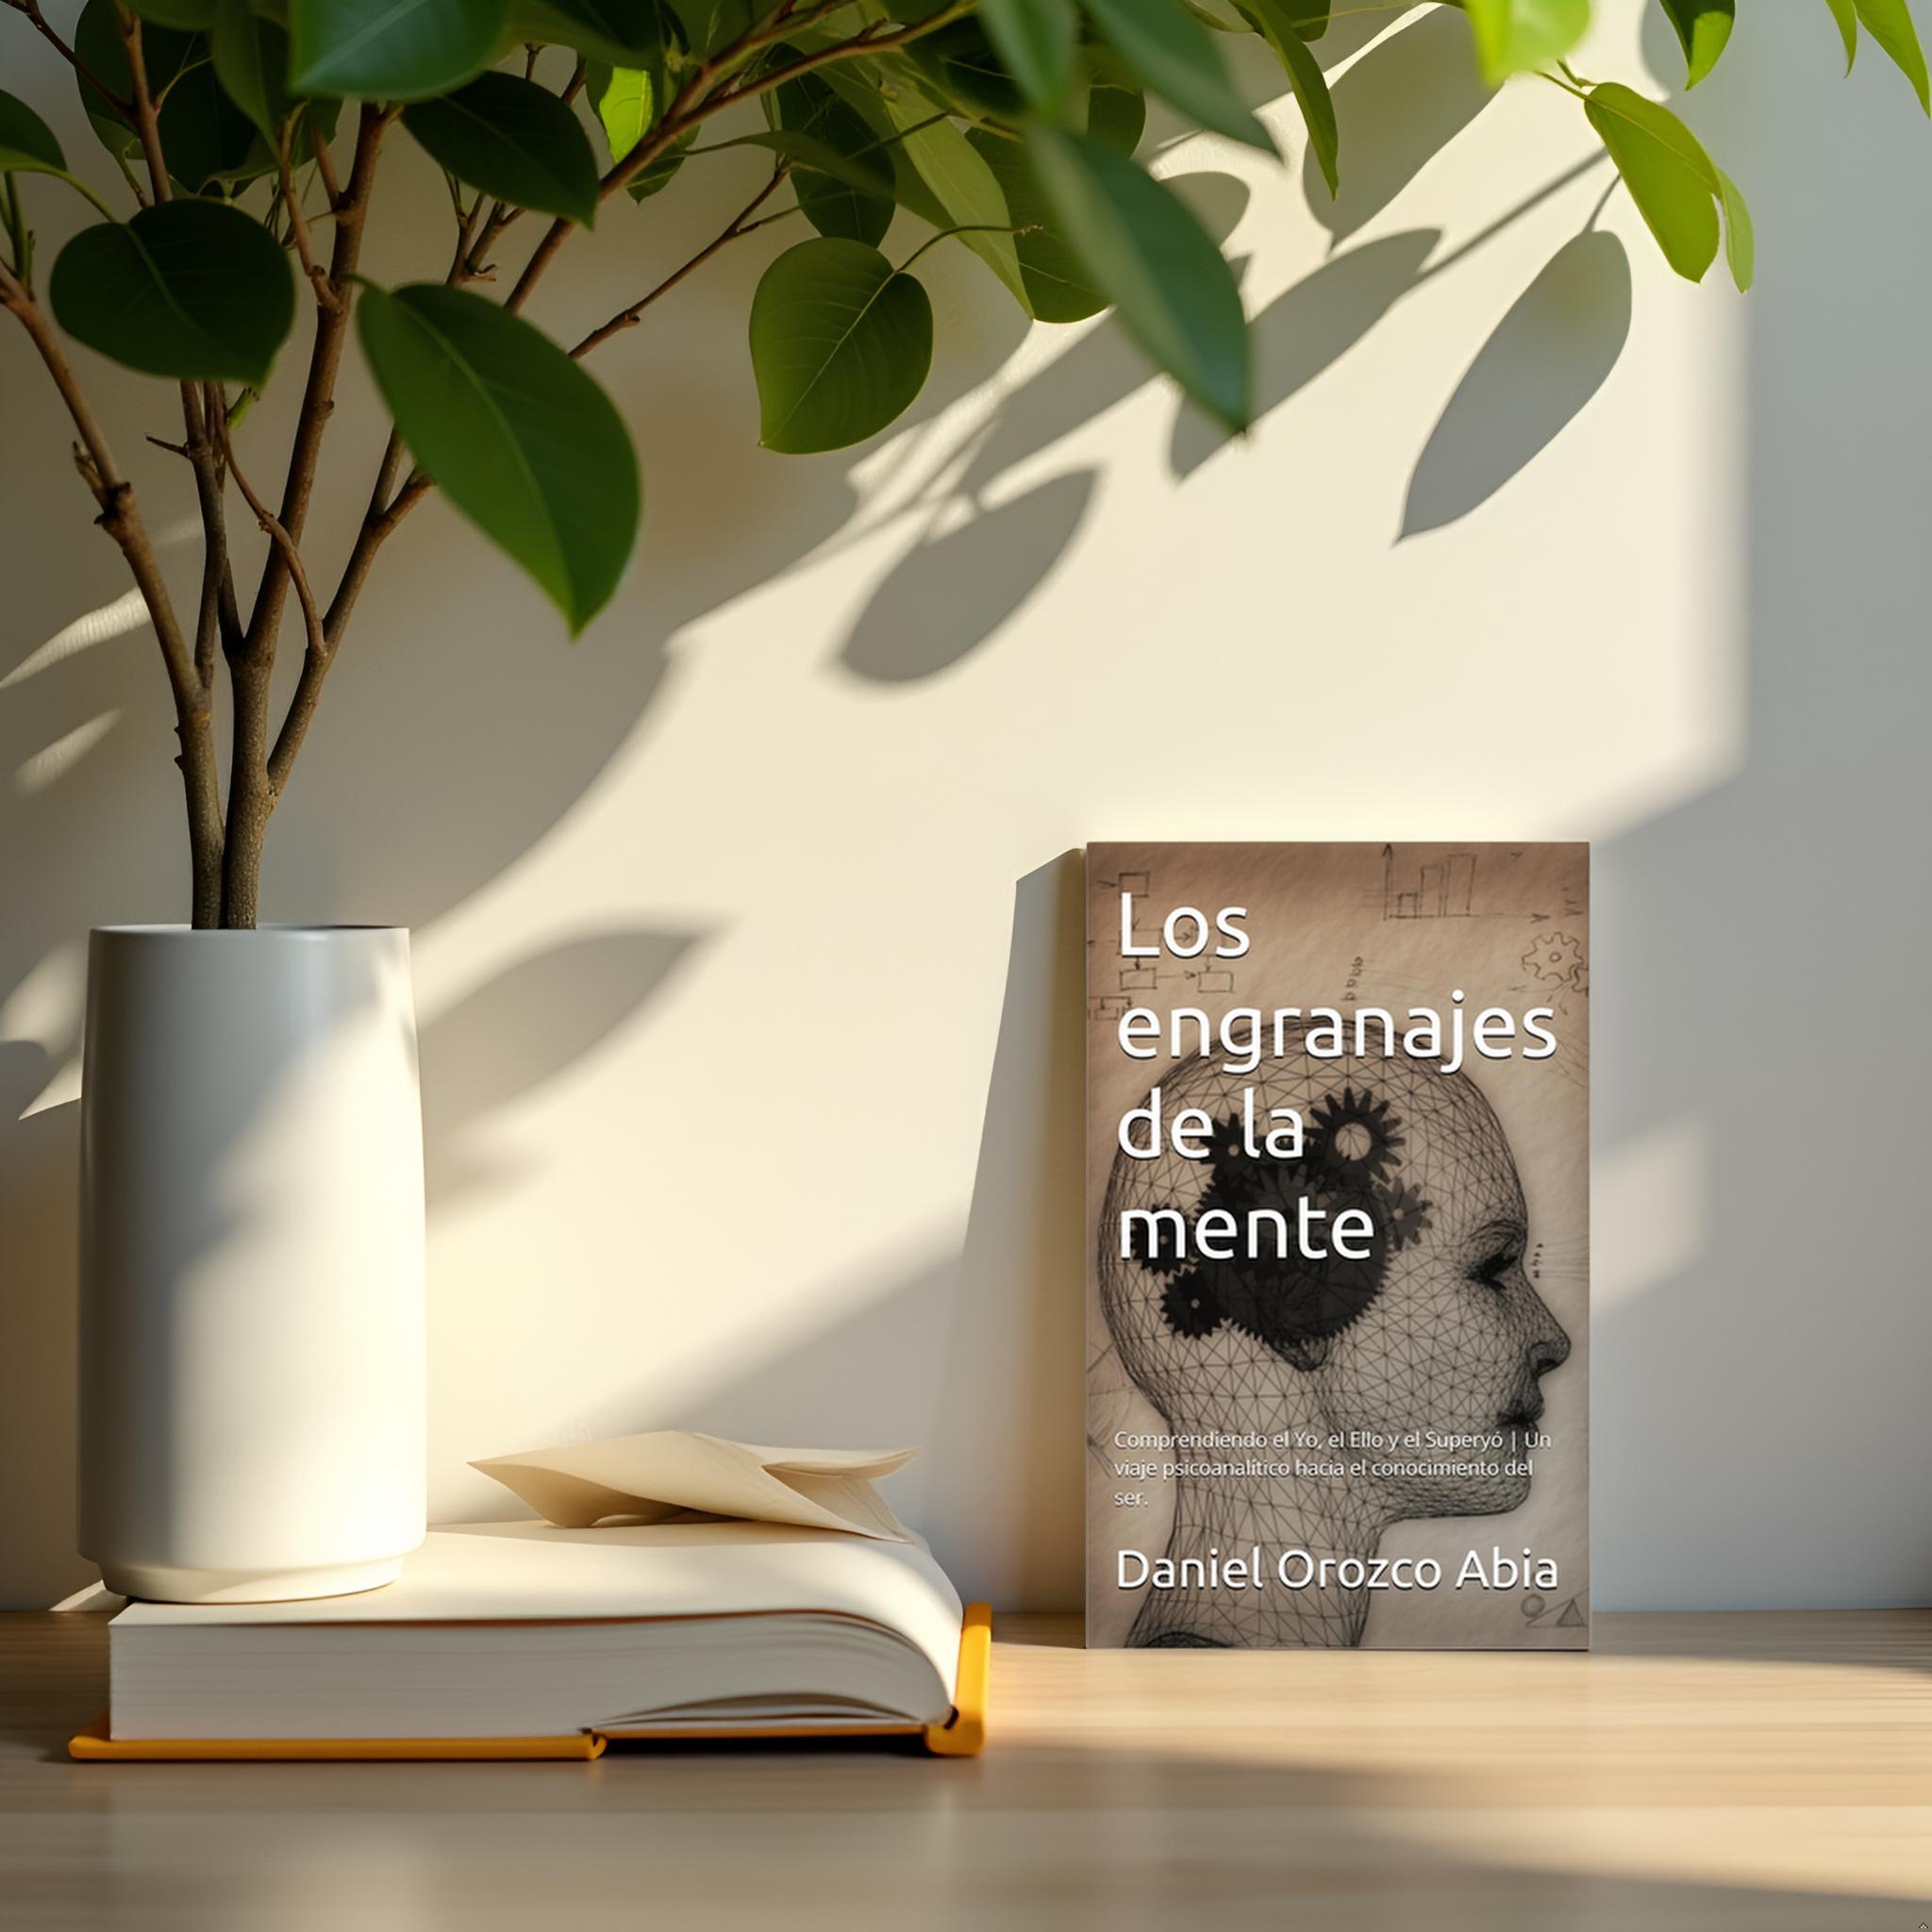 Los
engranajes
de la
mente
Comprendiendo el Yo, el Ello y el Superyó | Un
viaje psicoanalítico hacia el conocimiento del
ser.
Daniel Orozco Abia